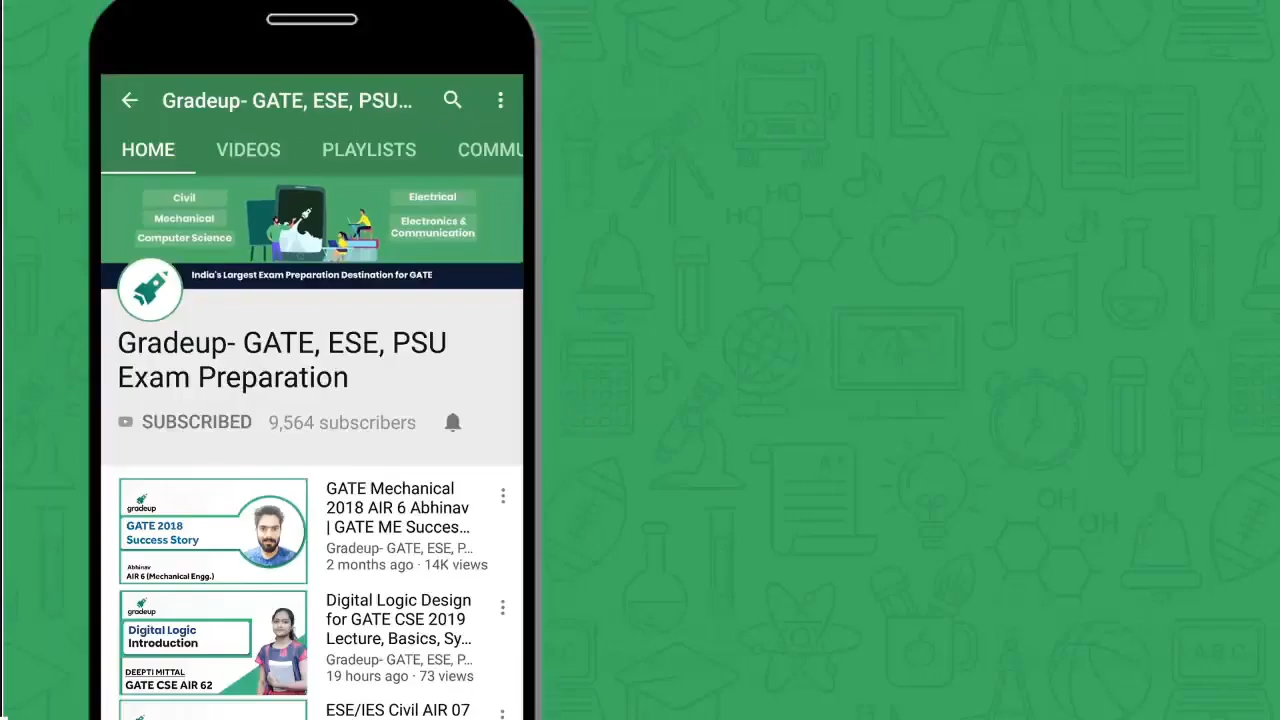 Gradeup- GATE, ESE, PSU...
HOME VIDEOS PLAYLISTS COMMU
Civil
Mechanical
Computer Science
Electrical
Electronics &
Communication
India's Largest Exam Preparation Destination for GATE
Gradeup- GATE, ESE, PSU
Exam Preparation
SUBSCRIBED 9,564 subscribers
gradeup
GATE 2018
Success Story
Abhinav
AIR 6 (Mechanical Engg.)
GATE Mechanical
2018 AIR 6 Abhinav
| GATE ME Succes...
Gradeup- GATE, ESE, P...
2 months ago · 14K views
gradeup
Digital Logic
Introduction
DEEPTI MITTAL
GATE CSE AIR 62
Digital Logic Design
for GATE CSE 2019
Lecture, Basics, Sy...
Gradeup- GATE, ESE, P...
19 hours ago · 73 views
ESE/IES Civil AIR 07
HO
HO
OH
OH
A+